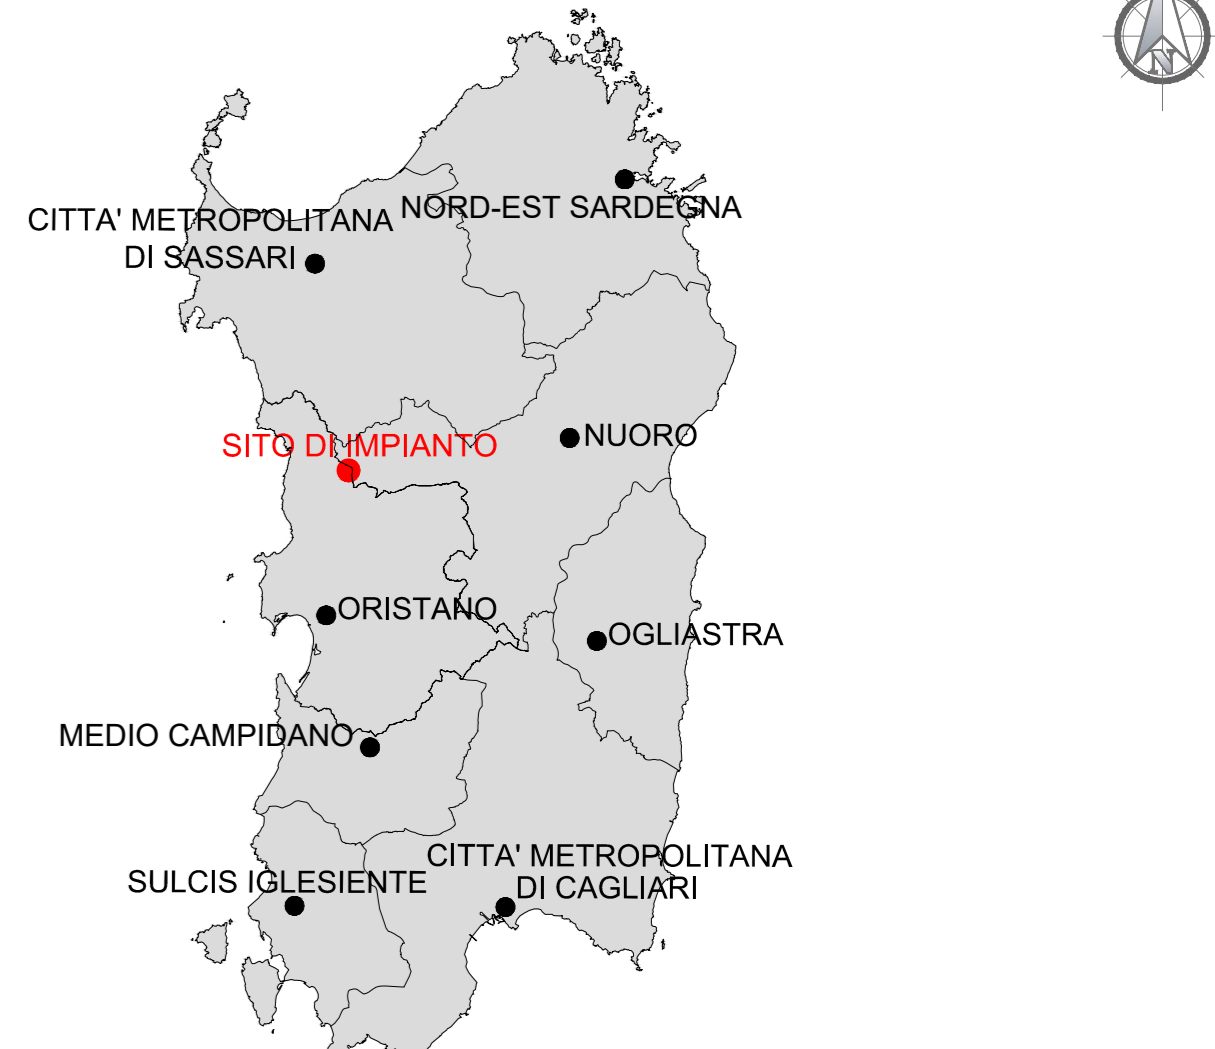 N
CITTA' METROPOLITANA
DI SASSARI
NORD-EST SARDEGNA
SITO DI IMPIANTO
NUORO
ORISTANO
OGLIASTRA
MEDIO CAMPIDANO
CITTA' METROPOLITANA
DI CAGLIARI
SULCIS IGLESIENTE